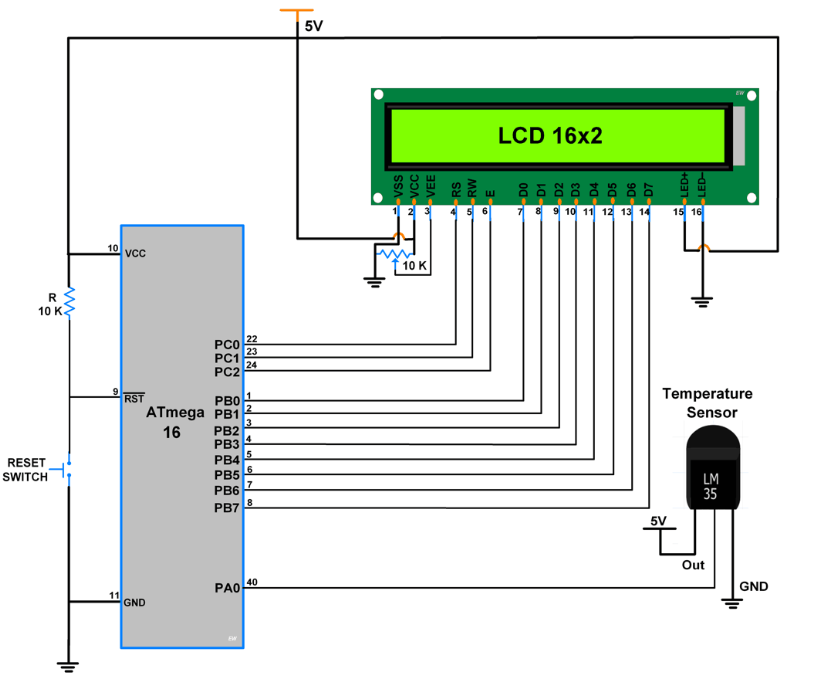 5V
EW
LCD 16x2
VSS VCC VEE RS RW E D0 D1 D2 D3 D4 D5 D6 D7 LED+ LED-
1 2 3 4 5 6 7 8 9 10 11 12 13 14 15 16
10 K
10 VCC
R
10 K
PC0 22
PC1 23
PC2 24
9 RST
ATmega
16
PB0 1
PB1 2
PB2 3
PB3 4
PB4 5
PB5 6
PB6 7
PB7 8
RESET
SWITCH
Temperature
Sensor
LM
35
5V
Out
PA0 40
GND
11 GND
EW